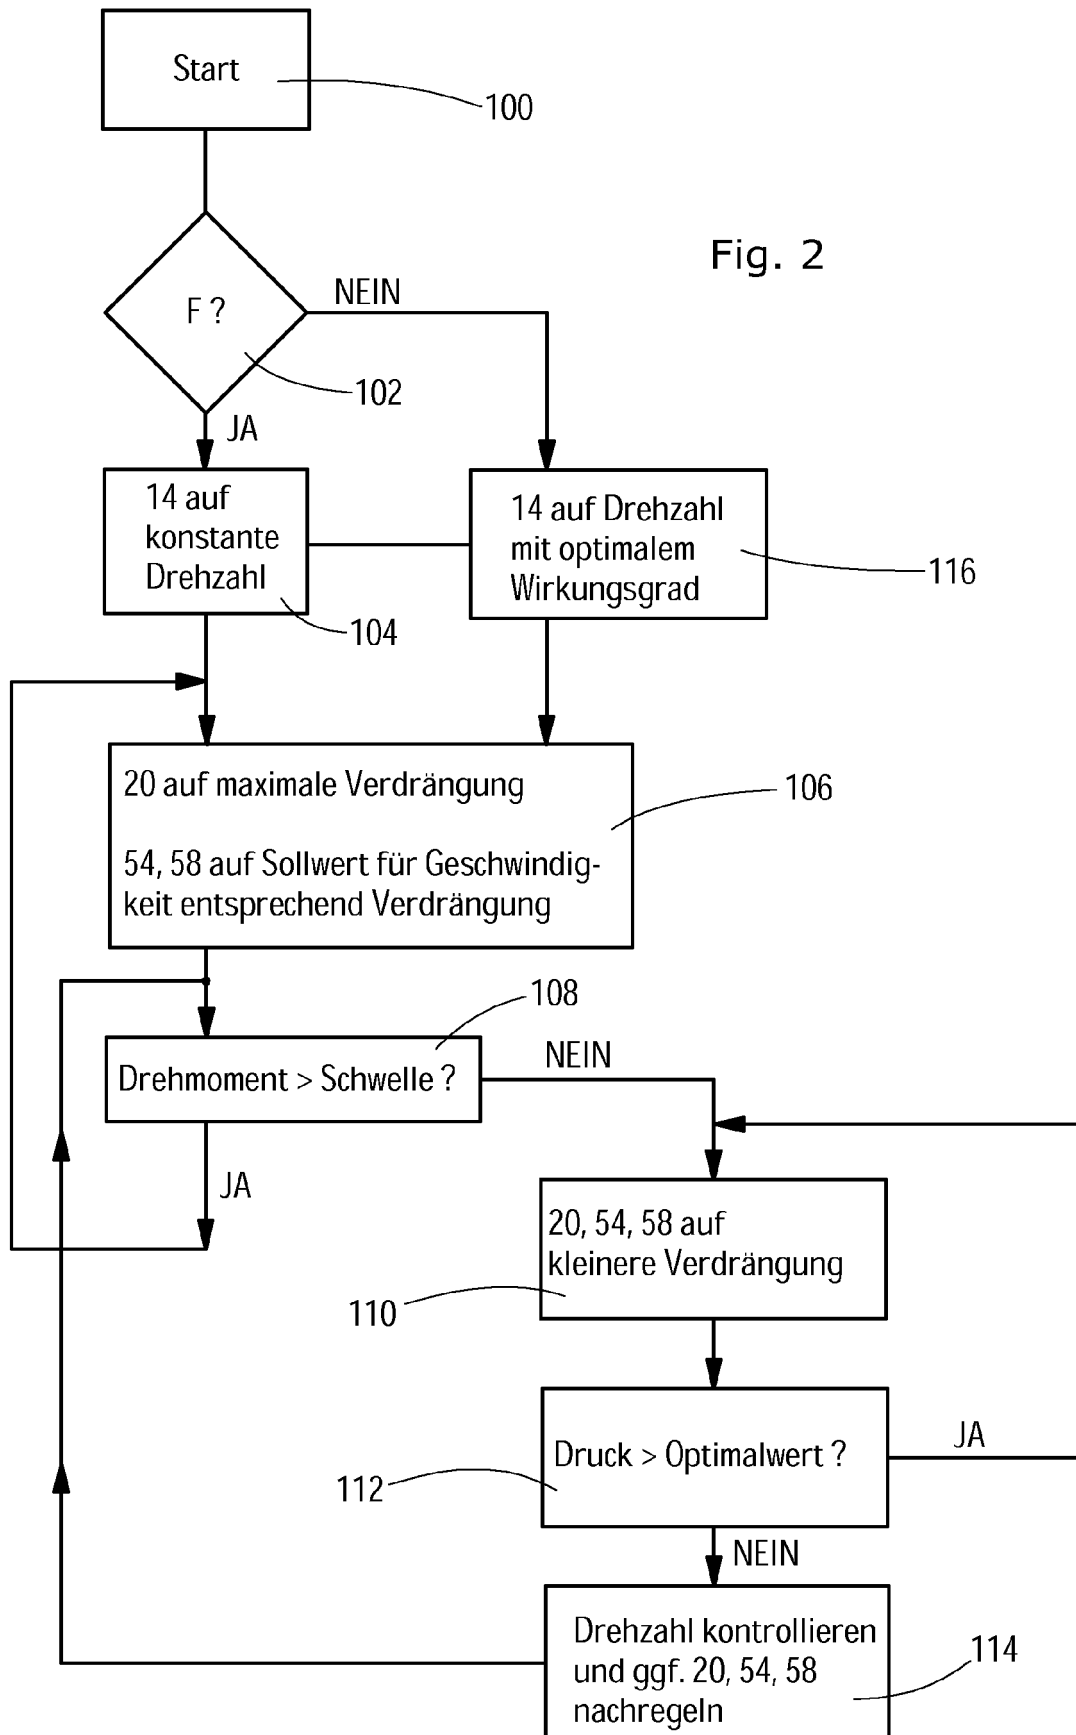 Start
100
Fig. 2
F ?
NEIN
102
JA
14 auf
konstante
Drehzahl
104
14 auf Drehzahl
mit optimalem
Wirkungsgrad
116
20 auf maximale Verdrängung
54, 58 auf Sollwert für Geschwindig-
keit entsprechend Verdrängung
106
108
Drehmoment > Schwelle ?
NEIN
JA
20, 54, 58 auf
kleinere Verdrängung
110
Druck > Optimalwert ?
JA
112
NEIN
Drehzahl kontrollieren
und ggf. 20, 54, 58
nachregeln
114